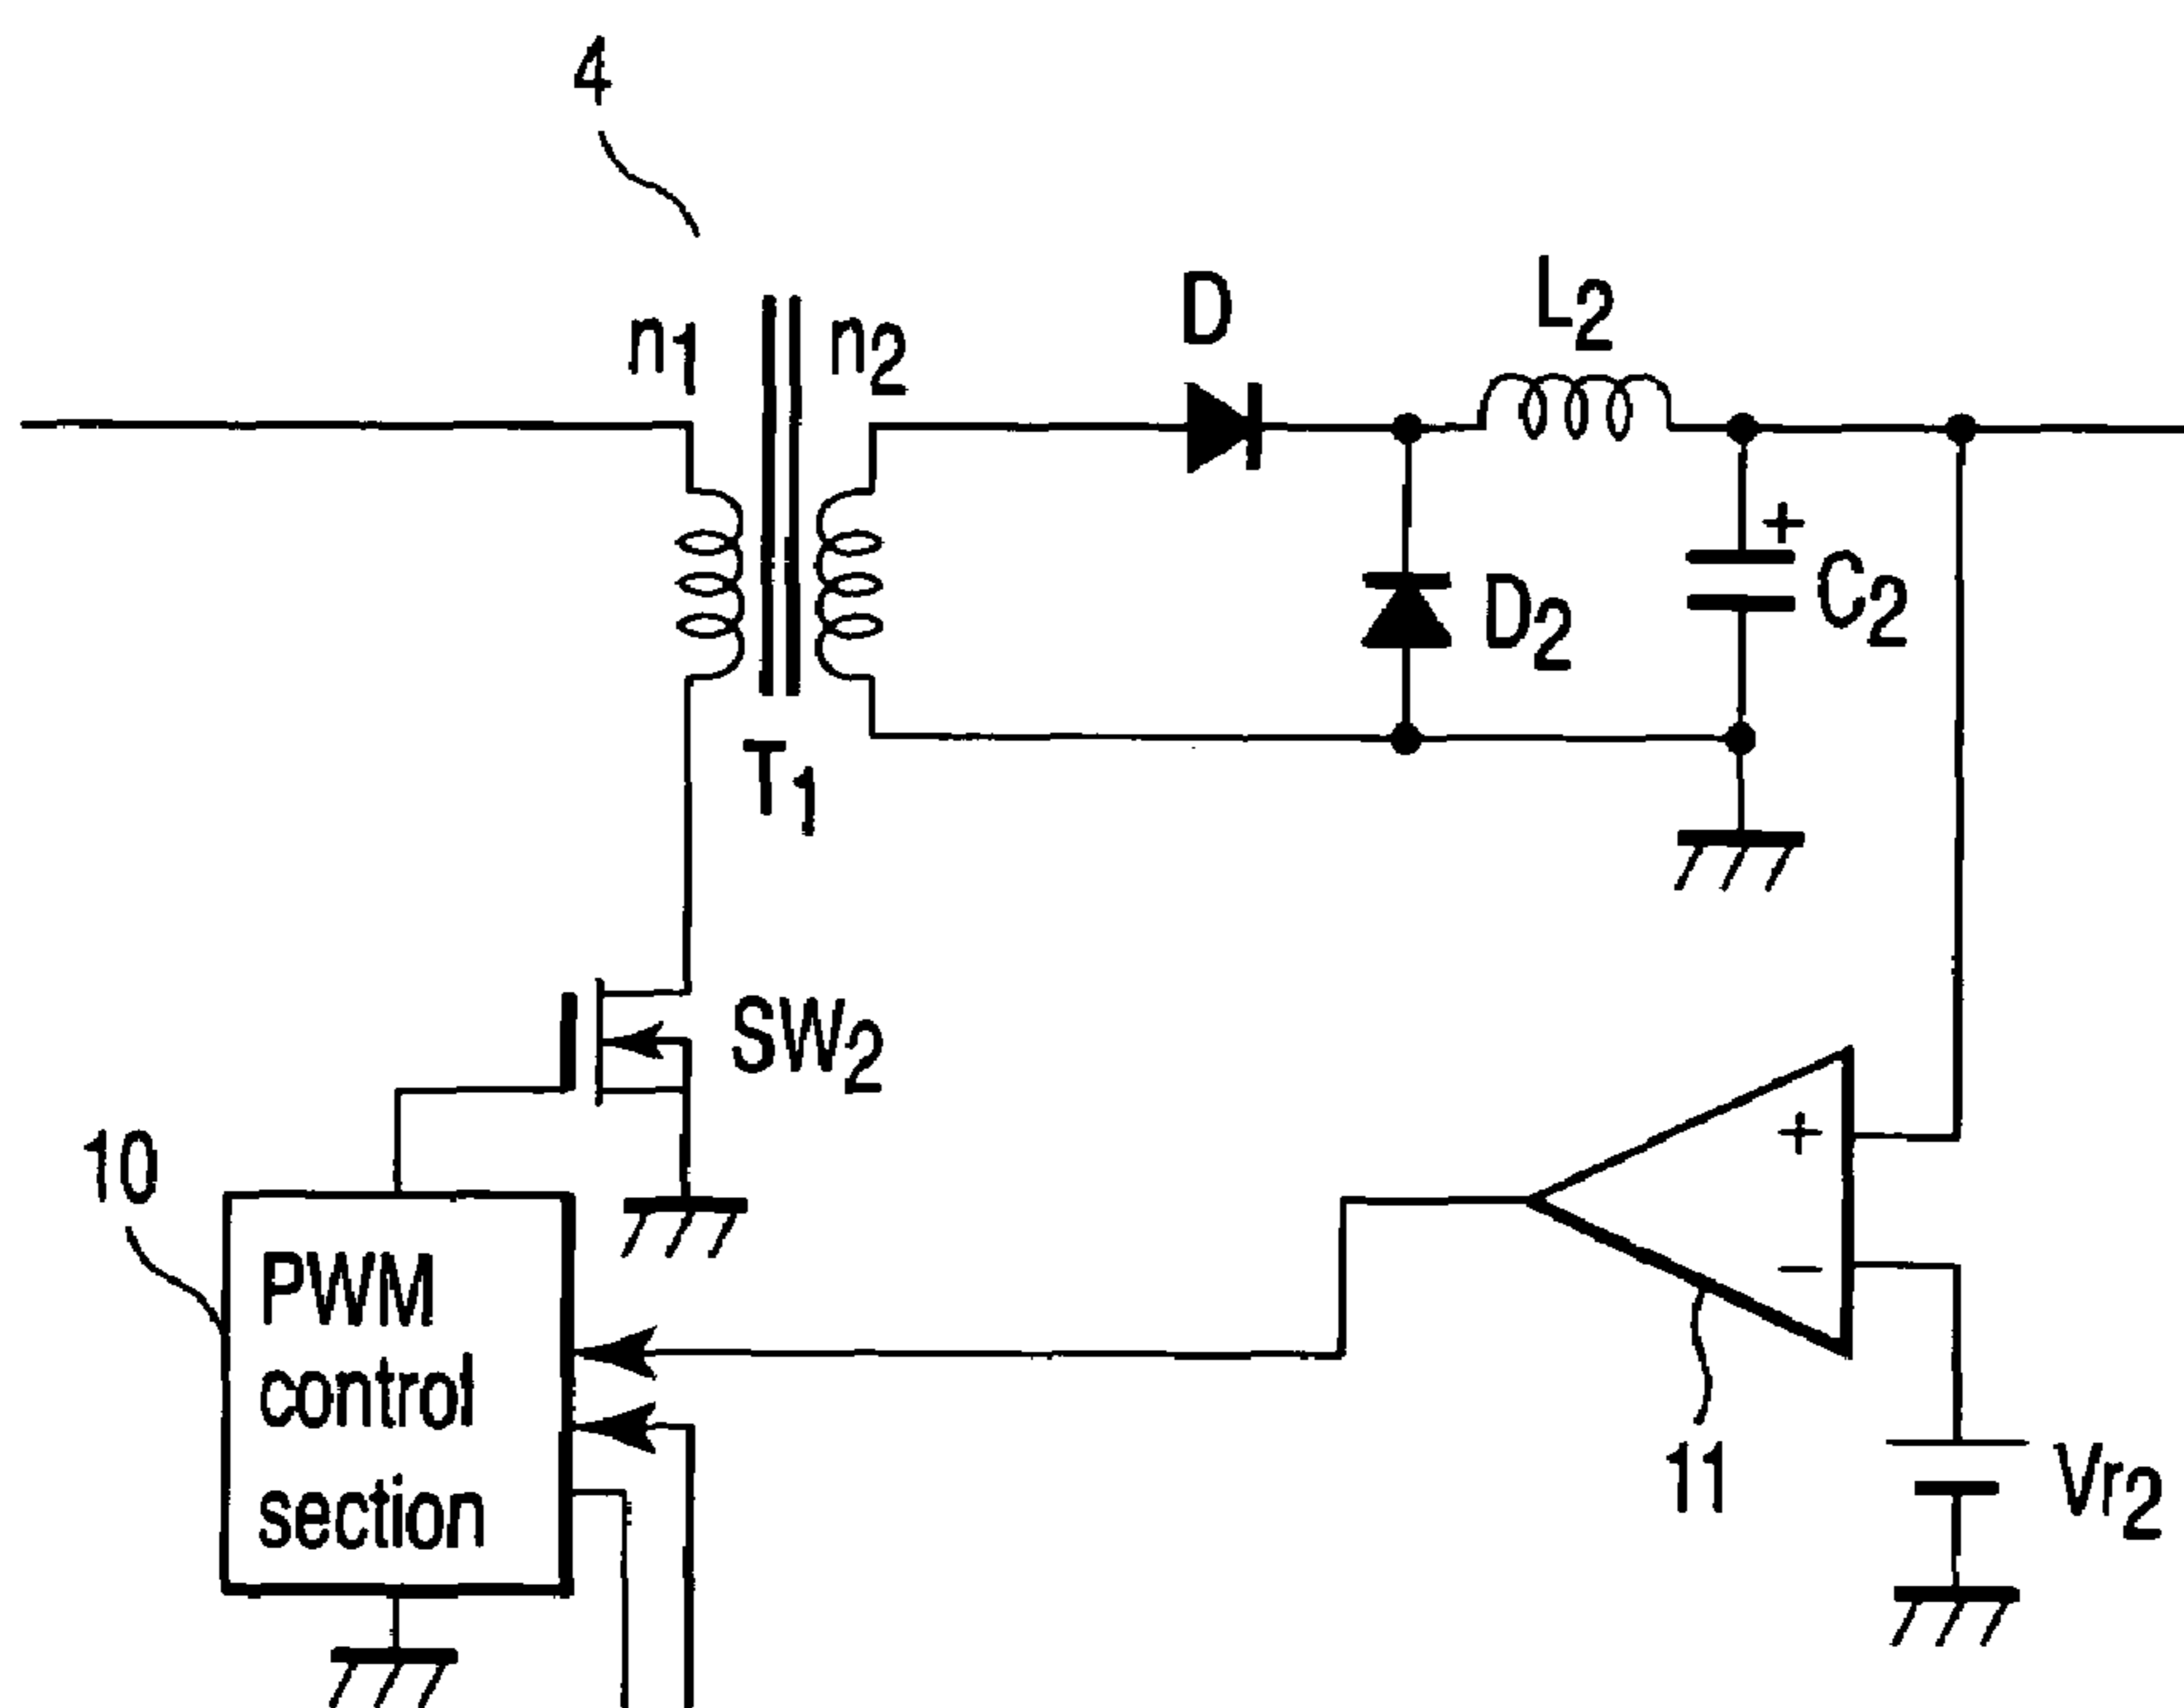 4
n1
n2
D
L2
+
C2
D2
T1
SW2
10
PWM
control
section
+
−
11
Vr2